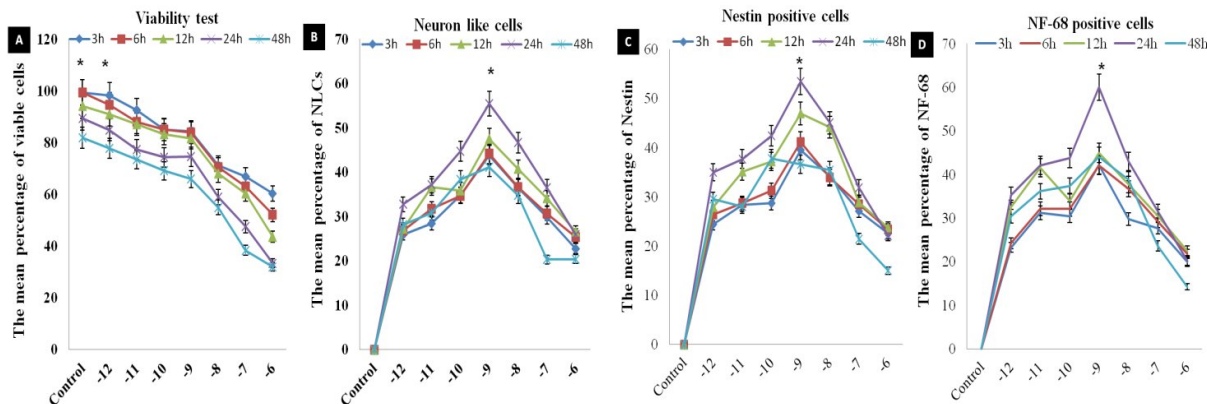 Viability test
A
3h 6h 12h 24h 48h
The mean percentage of viable cells
120
100
80
60
40
20
0
* *
Control -12 -11 -10 -9 -8 -7 -6
Neuron like cells
B
3h 6h 12h 24h 48h
The mean percentage of NLCs
70
60
50
40
30
20
10
0
*
Control -12 -11 -10 -9 -8 -7 -6
Nestin positive cells
C
3h 6h 12h 24h 48h
The mean percentage of Nestin
60
50
40
30
20
10
0
*
Control -12 -11 -10 -9 -8 -7 -6
NF-68 positive cells
D
3h 6h 12h 24h 48h
The mean percentage of NF-68
70
60
50
40
30
20
10
0
*
Control -12 -11 -10 -9 -8 -7 -6